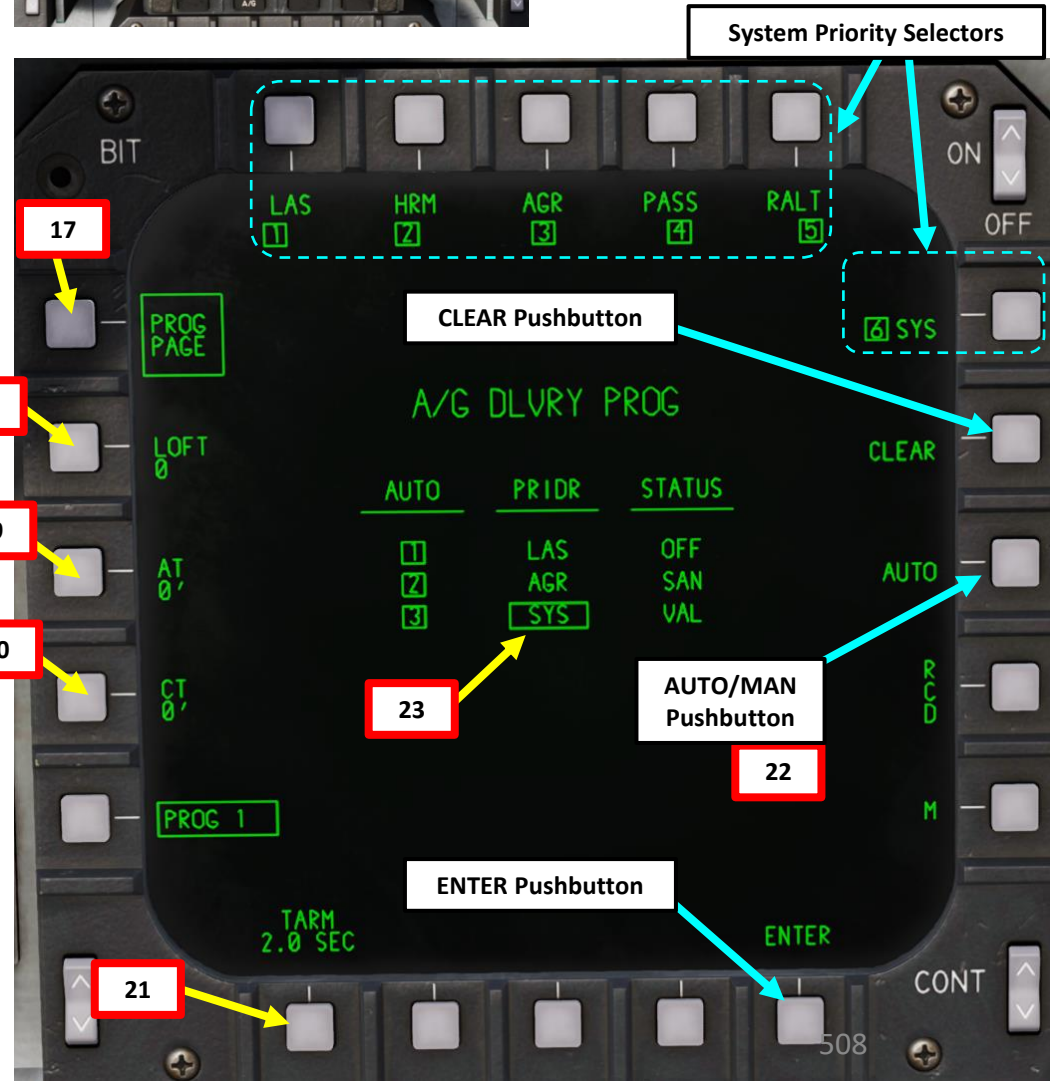 A/G
System Priority Selectors
BIT
ON
OFF
LAS HRM AGR PASS RALT
1 2 3 4 5
17
PROG
PAGE
CLEAR Pushbutton
6 SYS
A/G DLVRY PROG
LOFT
0
CLEAR
AUTO PRIOR STATUS
1 LAS OFF
2 AGR SAN
3 SYS VAL
AT
0'
AUTO
0
CT
0'
23
AUTO/MAN
Pushbutton
22
R
C
D
PROG 1
M
ENTER Pushbutton
TARM
2.0 SEC
ENTER
21
CONT
508